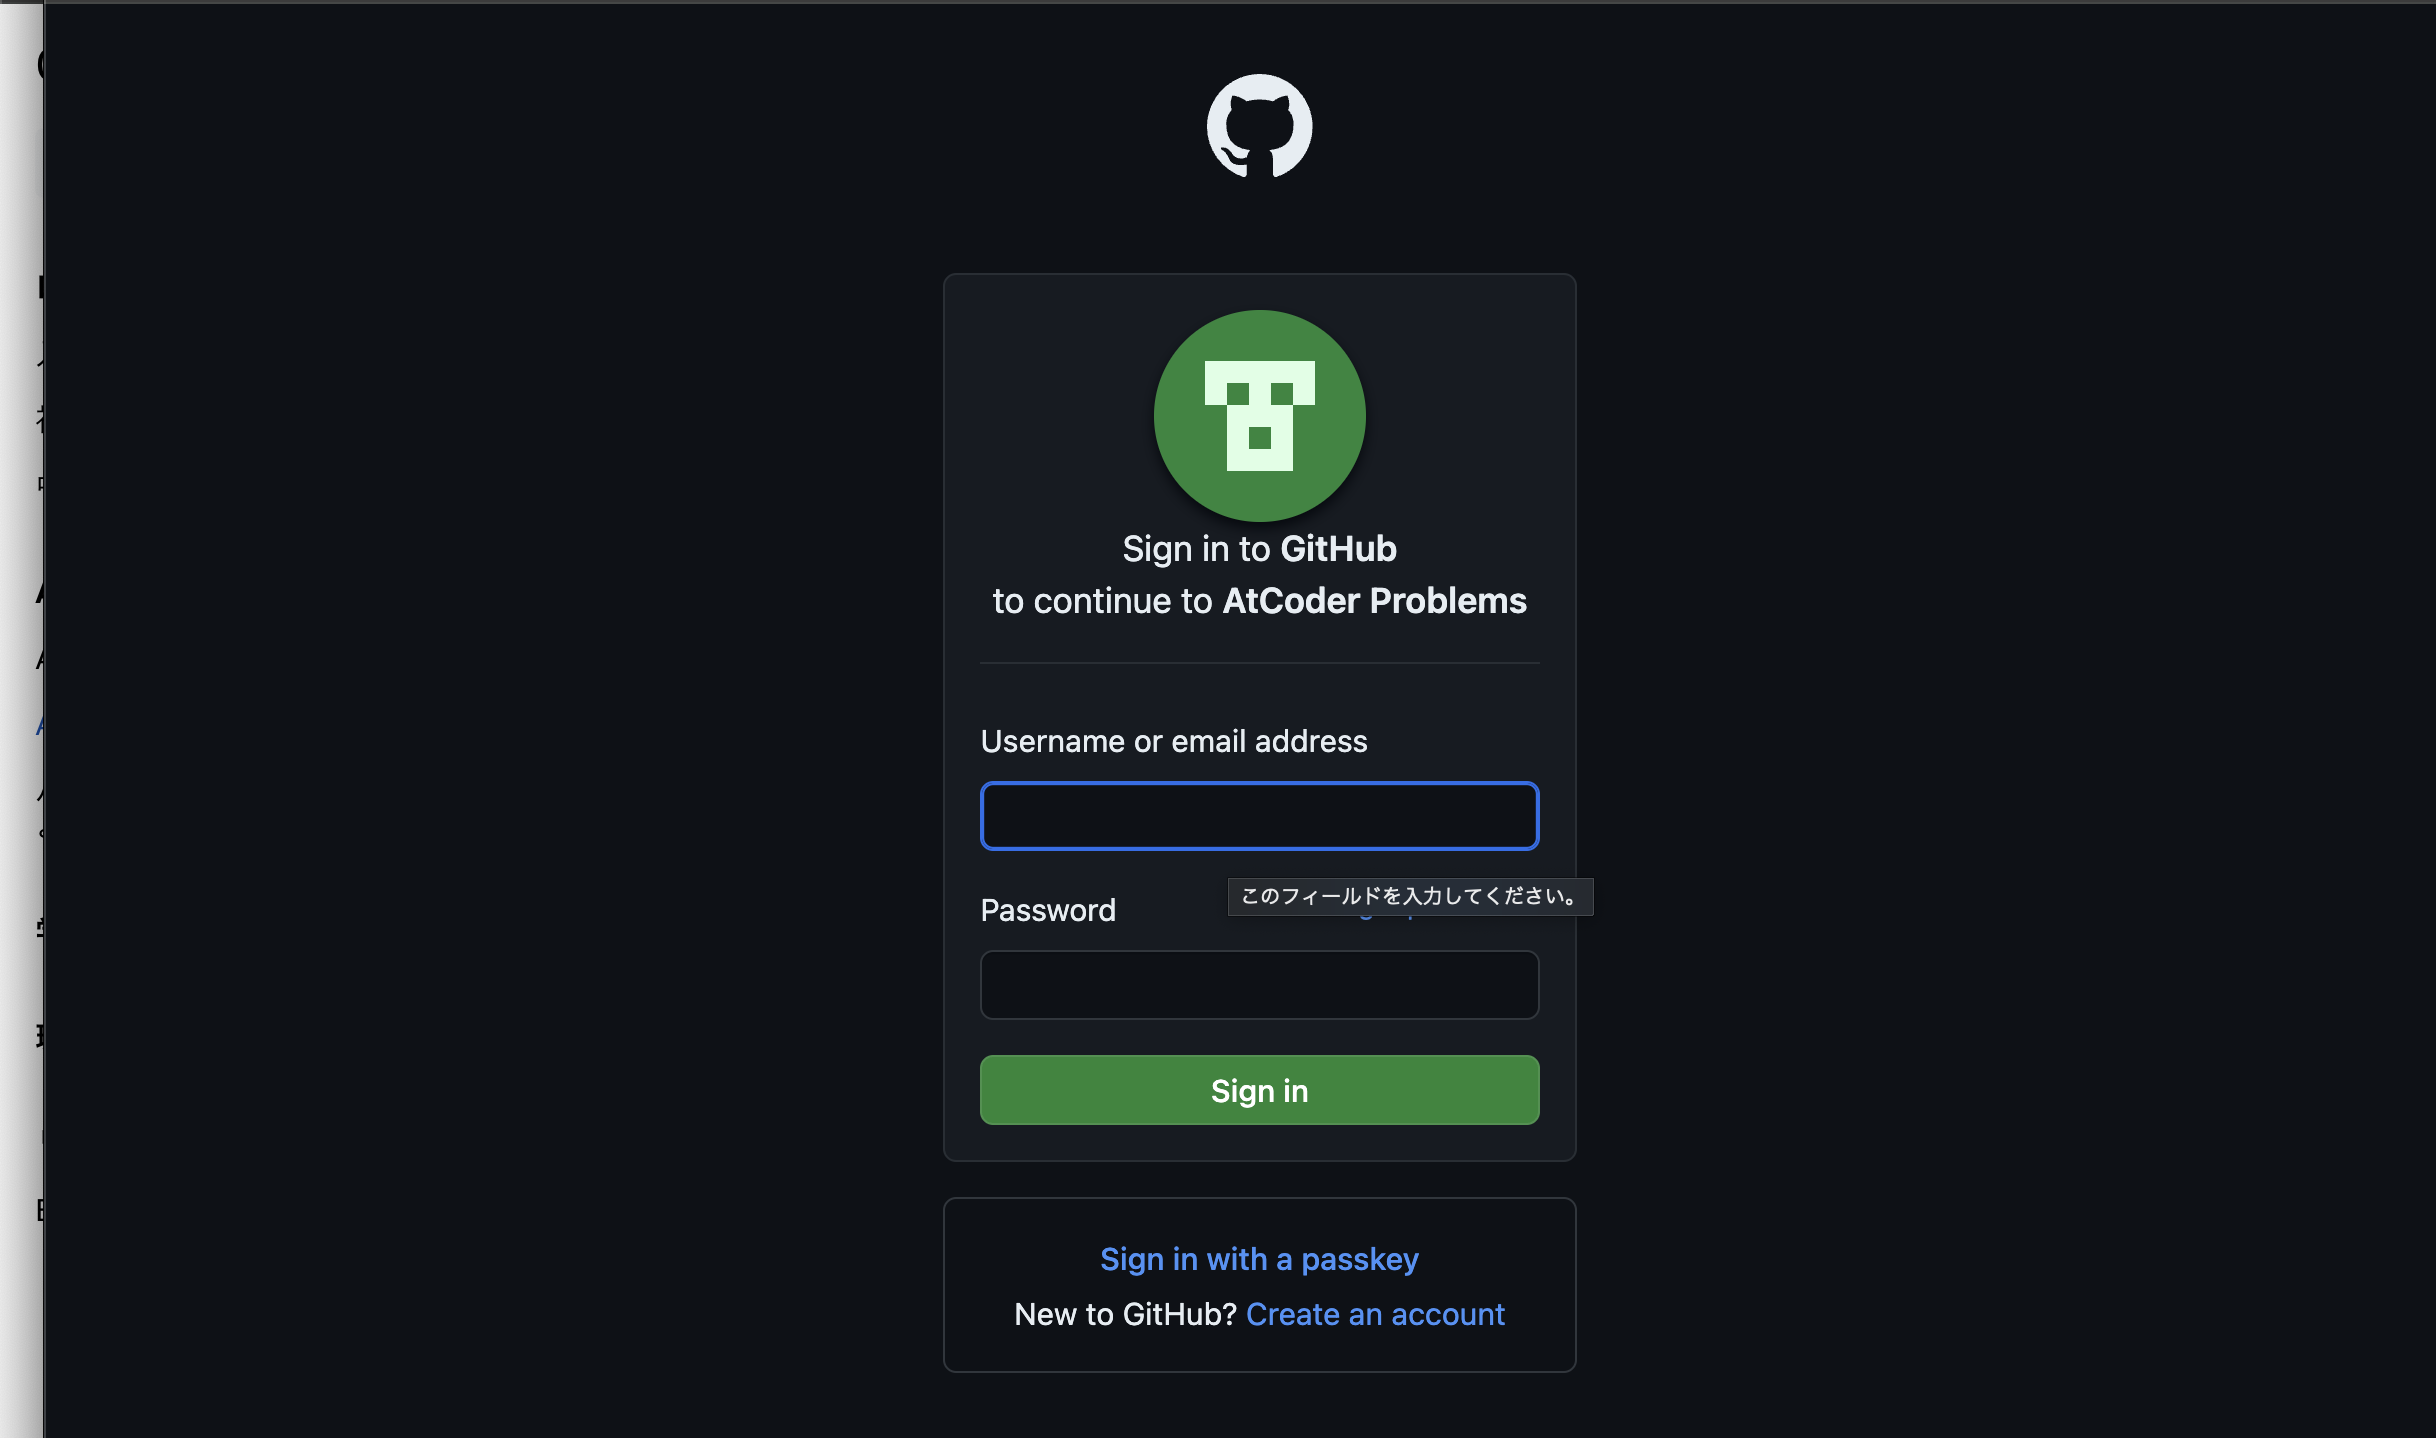 Sign in to GitHub
to continue to AtCoder Problems
Username or email address
このフィールドを入力してください。
Password
Sign in
Sign in with a passkey
New to GitHub? Create an account